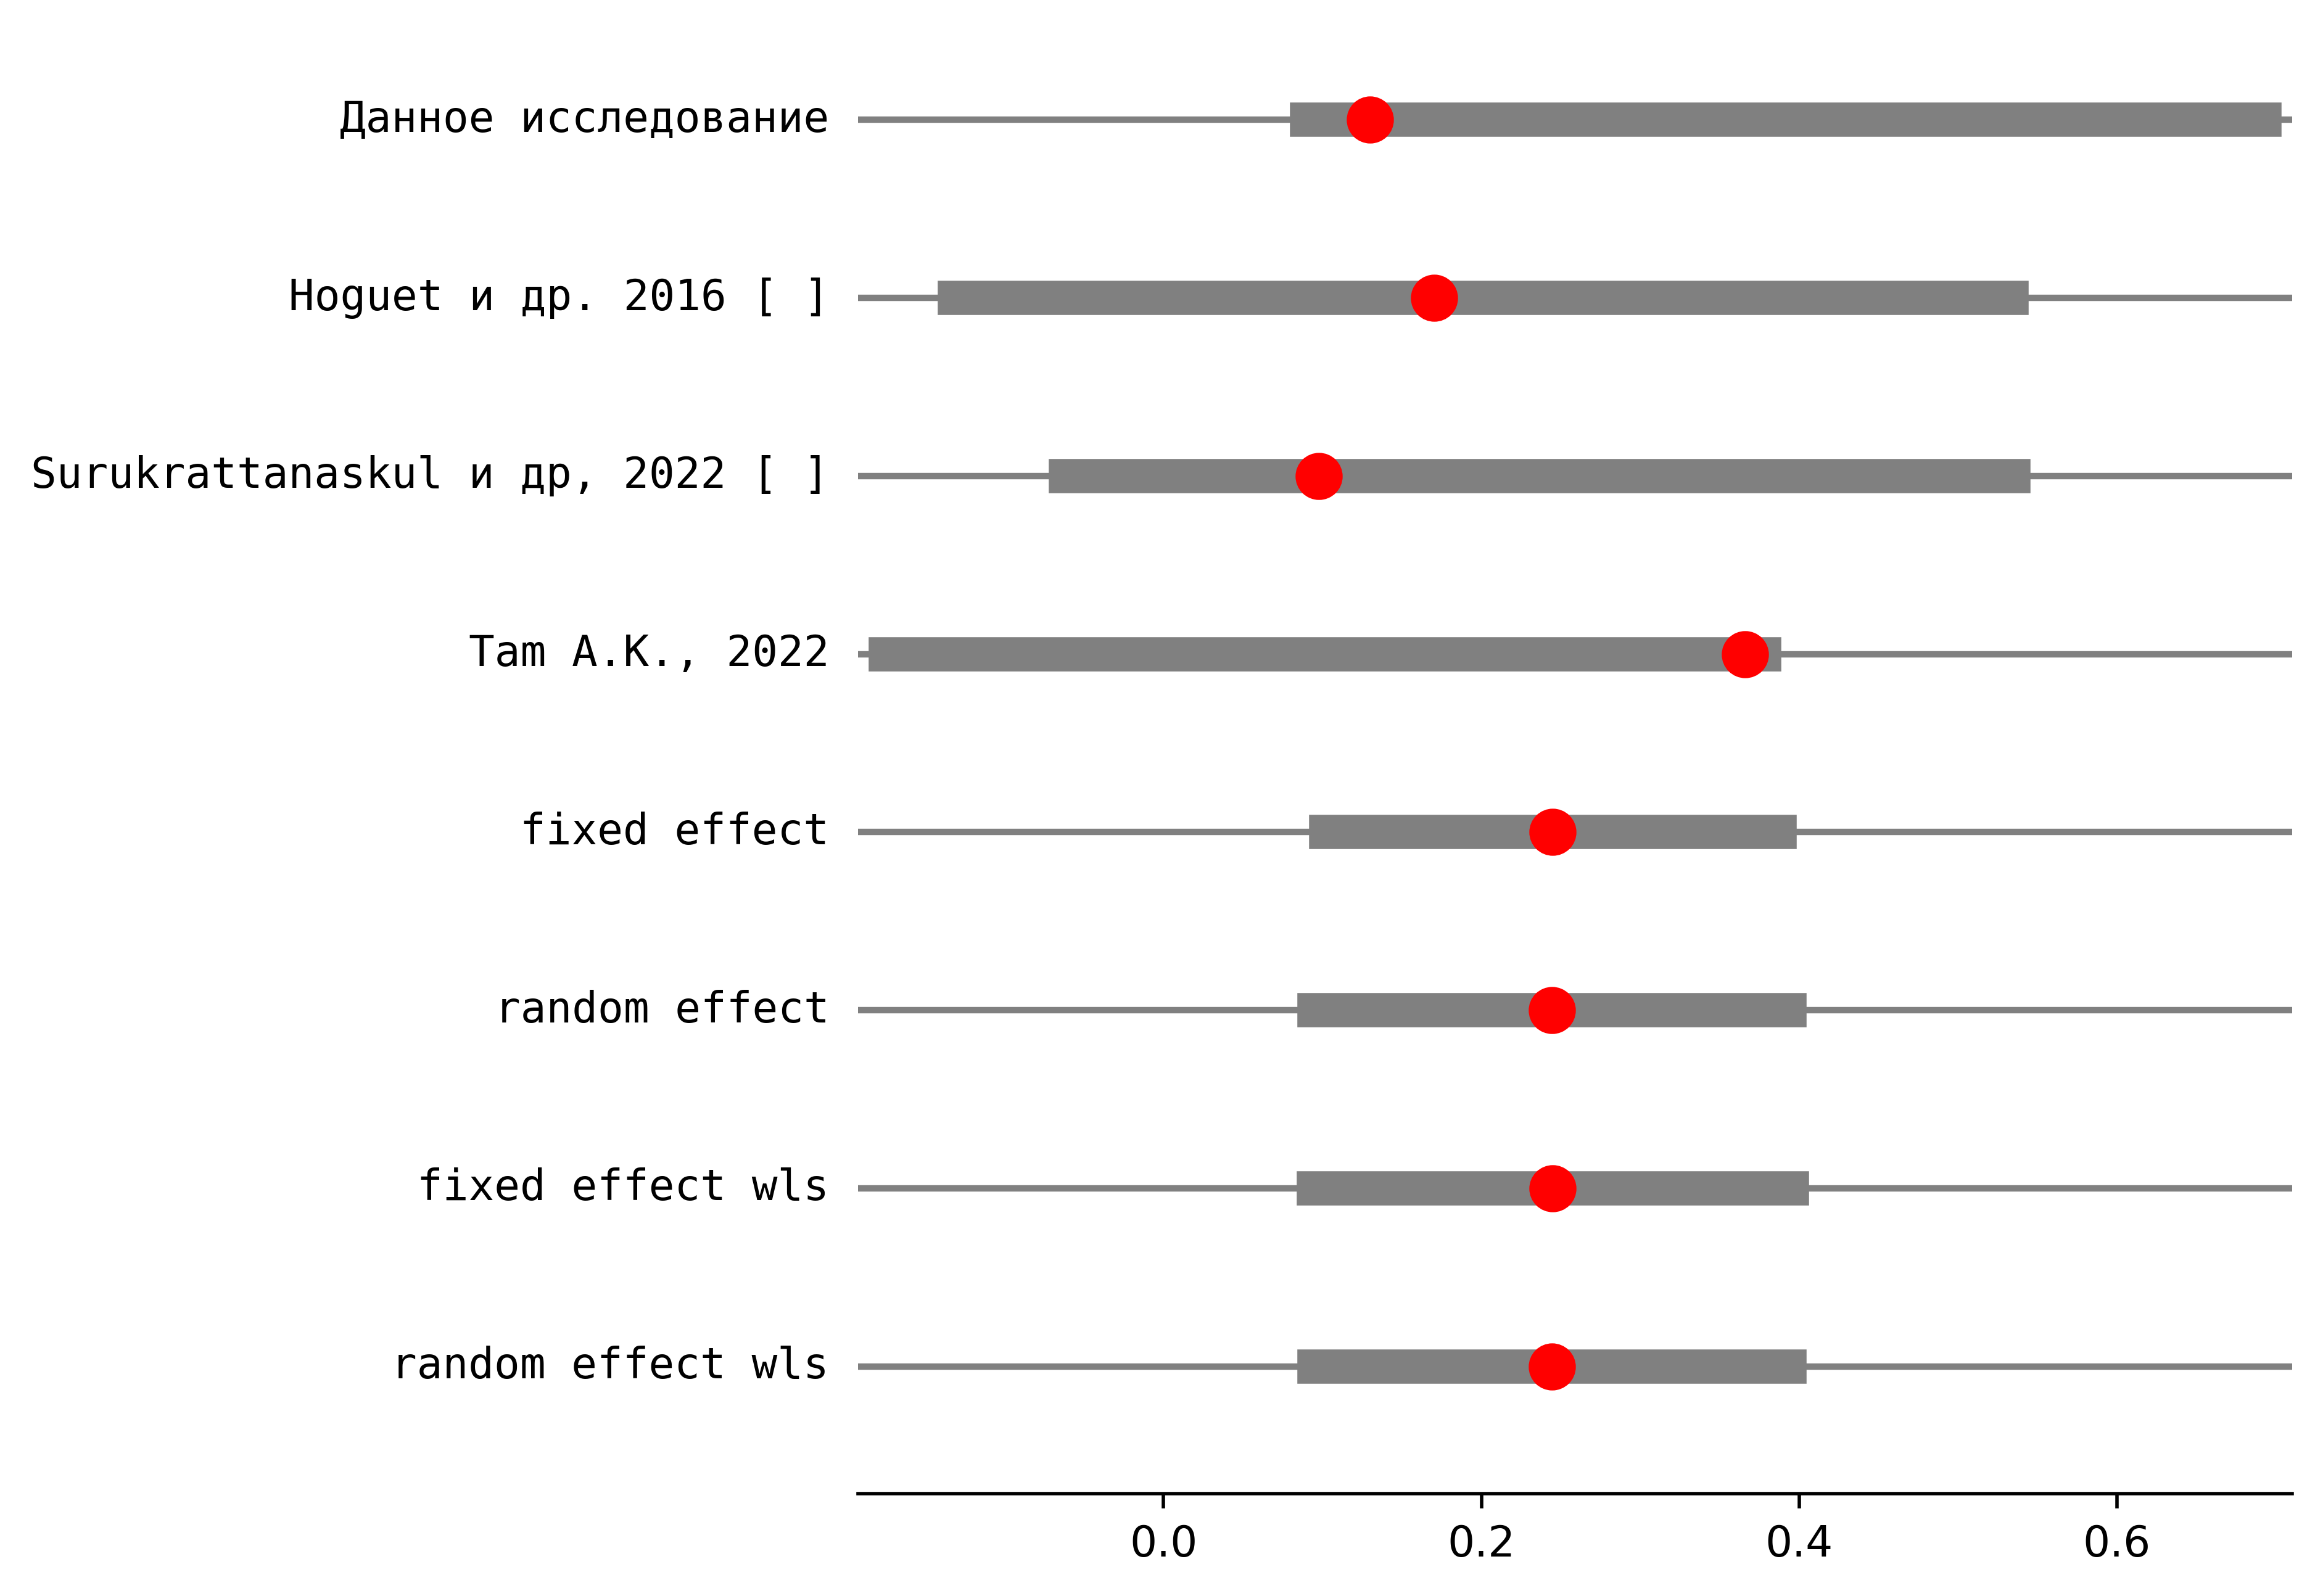 Данное исследование
Hoguet и др. 2016 [ ]
Surukrattanaskul и др, 2022 [ ]
Tam A.K., 2022
fixed effect
random effect
fixed effect wls
random effect wls
0.0 0.2 0.4 0.6